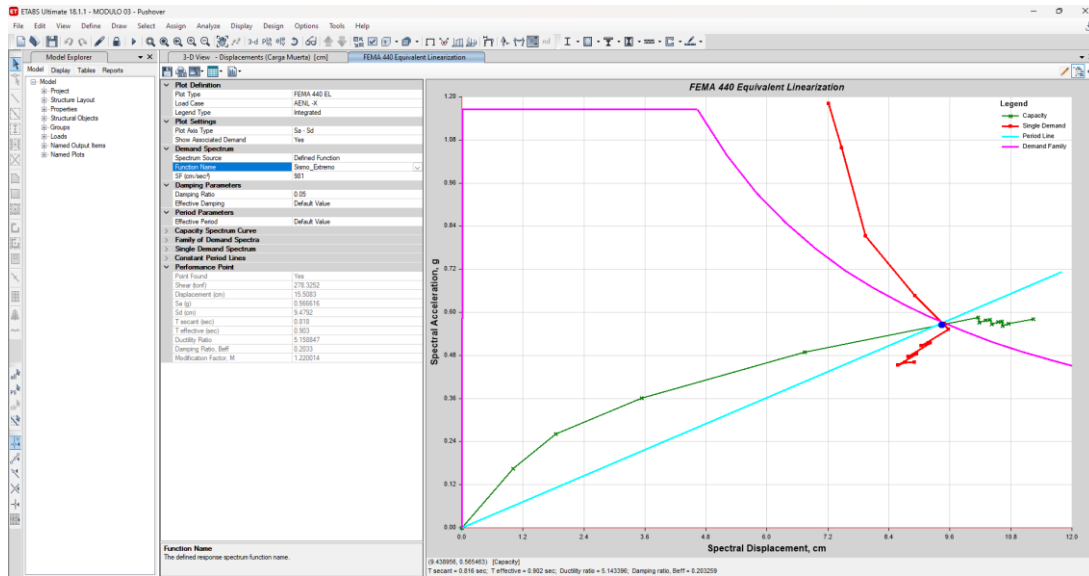 ETABS Ultimate 18.1.1 - MODULO 03 - Pushover
File Edit View Define Draw Select Assign Analyze Display Design Options Tools Help
Model Explorer
3-D View - Displacements (Carga Muerta) [cm]
FEMA 440 Equivalent Linearization
Model Display Tables Reports
Model
Project
Structure Layout
Properties
Structural Objects
Groups
Loads
Named Output Items
Named Plots
Plot Definition
Plot Type FEMA 440 EL
Load Case AENL -X
Legend Type Integrated
Plot Settings
Plot Axis Type Sa - Sd
Show Associated Demand Yes
Demand Spectrum
Spectrum Source Defined Function
Function Name Sismo_Extremo
SF (cm/sec²) 981
Damping Parameters
Damping Ratio 0.05
Effective Damping Default Value
Period Parameters
Effective Period Default Value
Capacity Spectrum Curve
Family of Demand Spectra
Single Demand Spectrum
Constant Period Lines
Performance Point
Point Found Yes
Shear (tonf) 278.3252
Displacement (cm) 15.5083
Sa (g) 0.566616
Sd (cm) 9.4792
T secant (sec) 0.818
T effective (sec) 0.903
Ductility Ratio 5.158847
Damping Ratio, Beff 0.2033
Modification Factor, M 1.220014
Function Name
The defined response spectrum function name.
FEMA 440 Equivalent Linearization
Legend
Capacity
Single Demand
Period Line
Demand Family
Spectral Acceleration, g
1.20
1.08
0.96
0.84
0.72
0.60
0.48
0.36
0.24
0.12
0.00
0.0 1.2 2.4 3.6 4.8 6.0 7.2 8.4 9.6 10.8 12.0
Spectral Displacement, cm
(9.438956, 0.565463) [Capacity]
T secant = 0.816 sec; T effective = 0.902 sec; Ductility ratio = 5.143396; Damping ratio, Beff = 0.203259